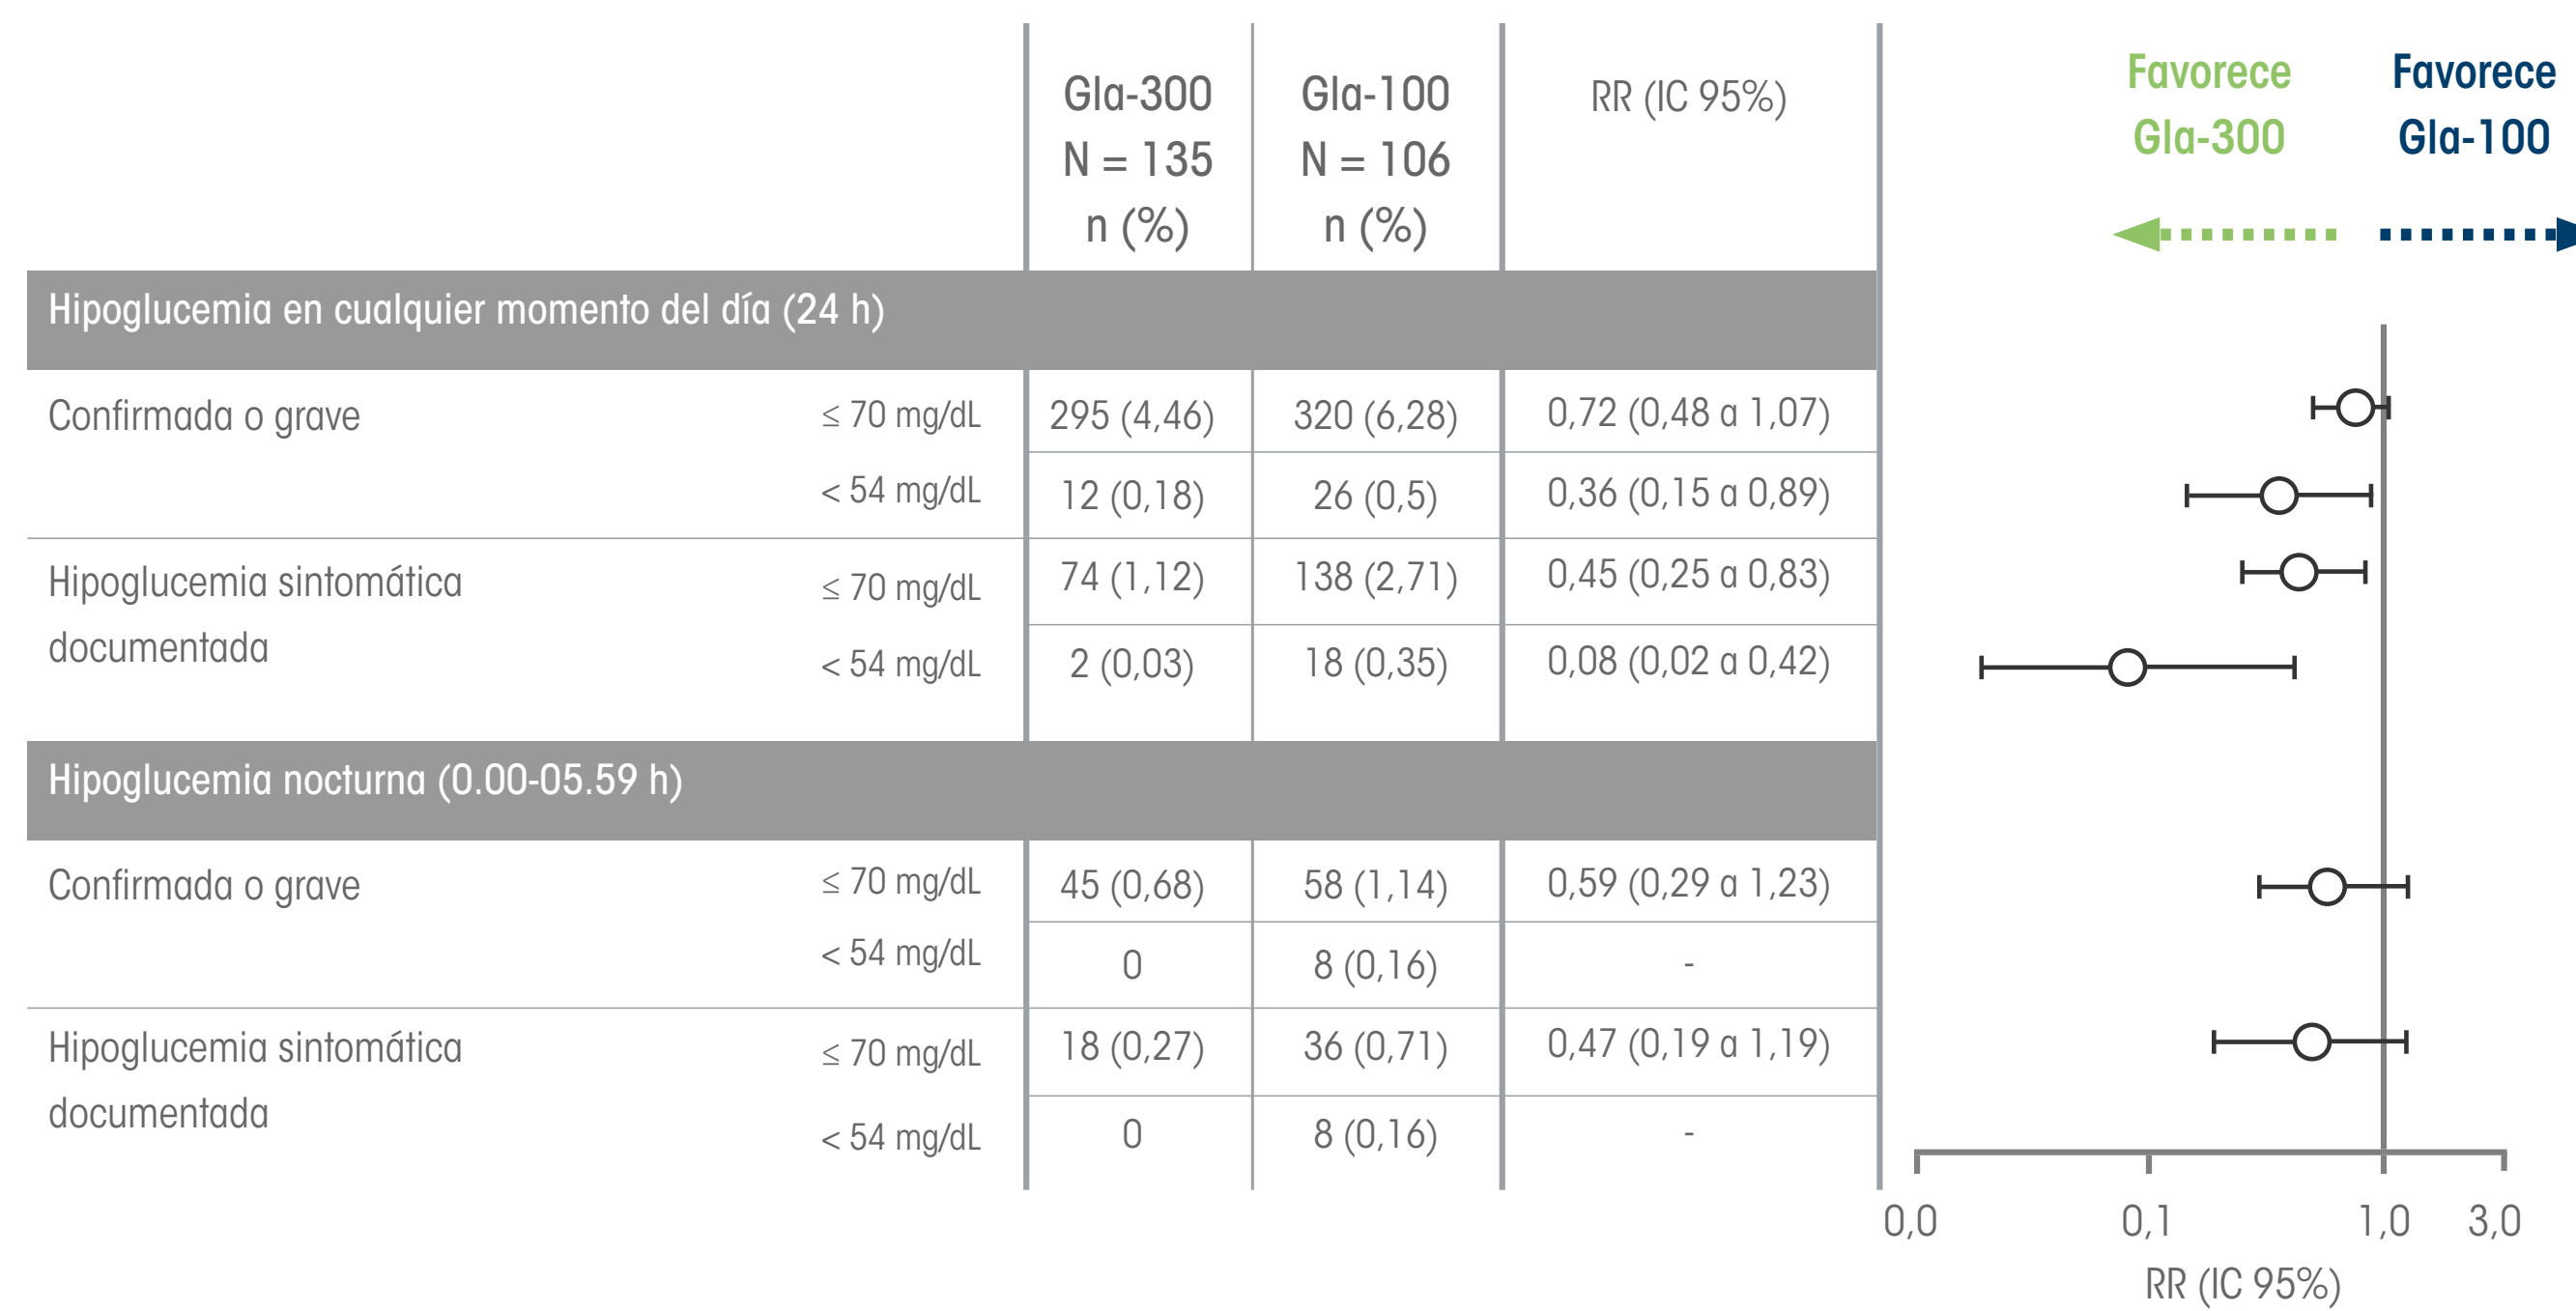 Gla-300
N = 135
n (%)
Gla-100
N = 106
n (%)
RR (IC 95%)
Favorece
Gla-300
Favorece
Gla-100
Hipoglucemia en cualquier momento del día (24 h)
Confirmada o grave ≤ 70 mg/dL 295 (4,46) 320 (6,28) 0,72 (0,48 a 1,07)
< 54 mg/dL 12 (0,18) 26 (0,5) 0,36 (0,15 a 0,89)
Hipoglucemia sintomática ≤ 70 mg/dL 74 (1,12) 138 (2,71) 0,45 (0,25 a 0,83)
documentada < 54 mg/dL 2 (0,03) 18 (0,35) 0,08 (0,02 a 0,42)
Hipoglucemia nocturna (0.00-05.59 h)
Confirmada o grave ≤ 70 mg/dL 45 (0,68) 58 (1,14) 0,59 (0,29 a 1,23)
< 54 mg/dL 0 8 (0,16) -
Hipoglucemia sintomática ≤ 70 mg/dL 18 (0,27) 36 (0,71) 0,47 (0,19 a 1,19)
documentada < 54 mg/dL 0 8 (0,16) -
0,0 0,1 1,0 3,0
RR (IC 95%)